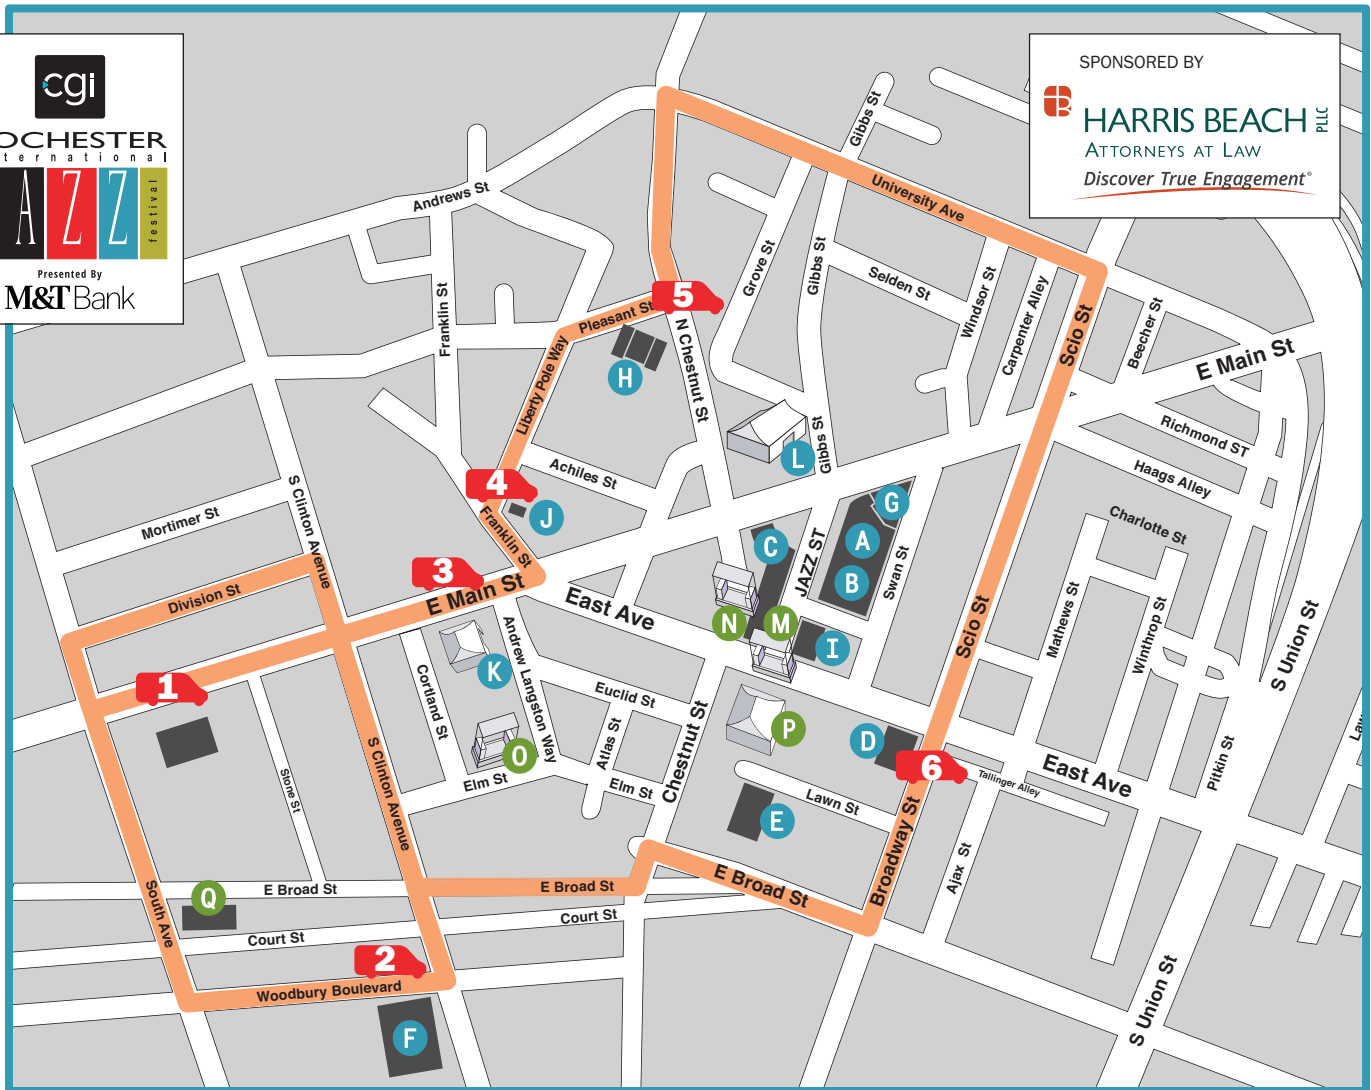 cgi
OCHESTER
nternational
AZZ
festival
Presented By
M&T Bank
SPONSORED BY
HARRIS BEACH PLLC
ATTORNEYS AT LAW
Discover True Engagement®
Gibbs St
Andrews St
University Ave
Grove St
Gibbs St
Selden St
Windsor St
Carpenter Alley
Scio St
Beecher St
E Main St
Franklin St
5
Pleasant St
N Chestnut St
H
Liberty Pole Way
Gibbs St
L
Richmond ST
Haags Alley
Charlotte St
Achiles St
4
J
Franklin St
G
A
B
C
JAZZ ST
Swan St
S Clinton Avenue
Mortimer St
Division St
3
E Main St
East Ave
N
M
I
Scio St
Mathews St
Winthrop St
S Union St
Law
K
Cortland St
Andrew Langston Way
Euclid St
Atlas St
Chestnut St
1
Stone St
S Clinton Avenue
O
Elm St
Elm St
P
D
6
Tallinger Alley
East Ave
Pitkin St
Lawn St
E
Broadway St
Ajax St
South Ave
Q
E Broad St
E Broad St
E Broad St
Court St
Court St
2
Woodbury Boulevard
F
S Union St